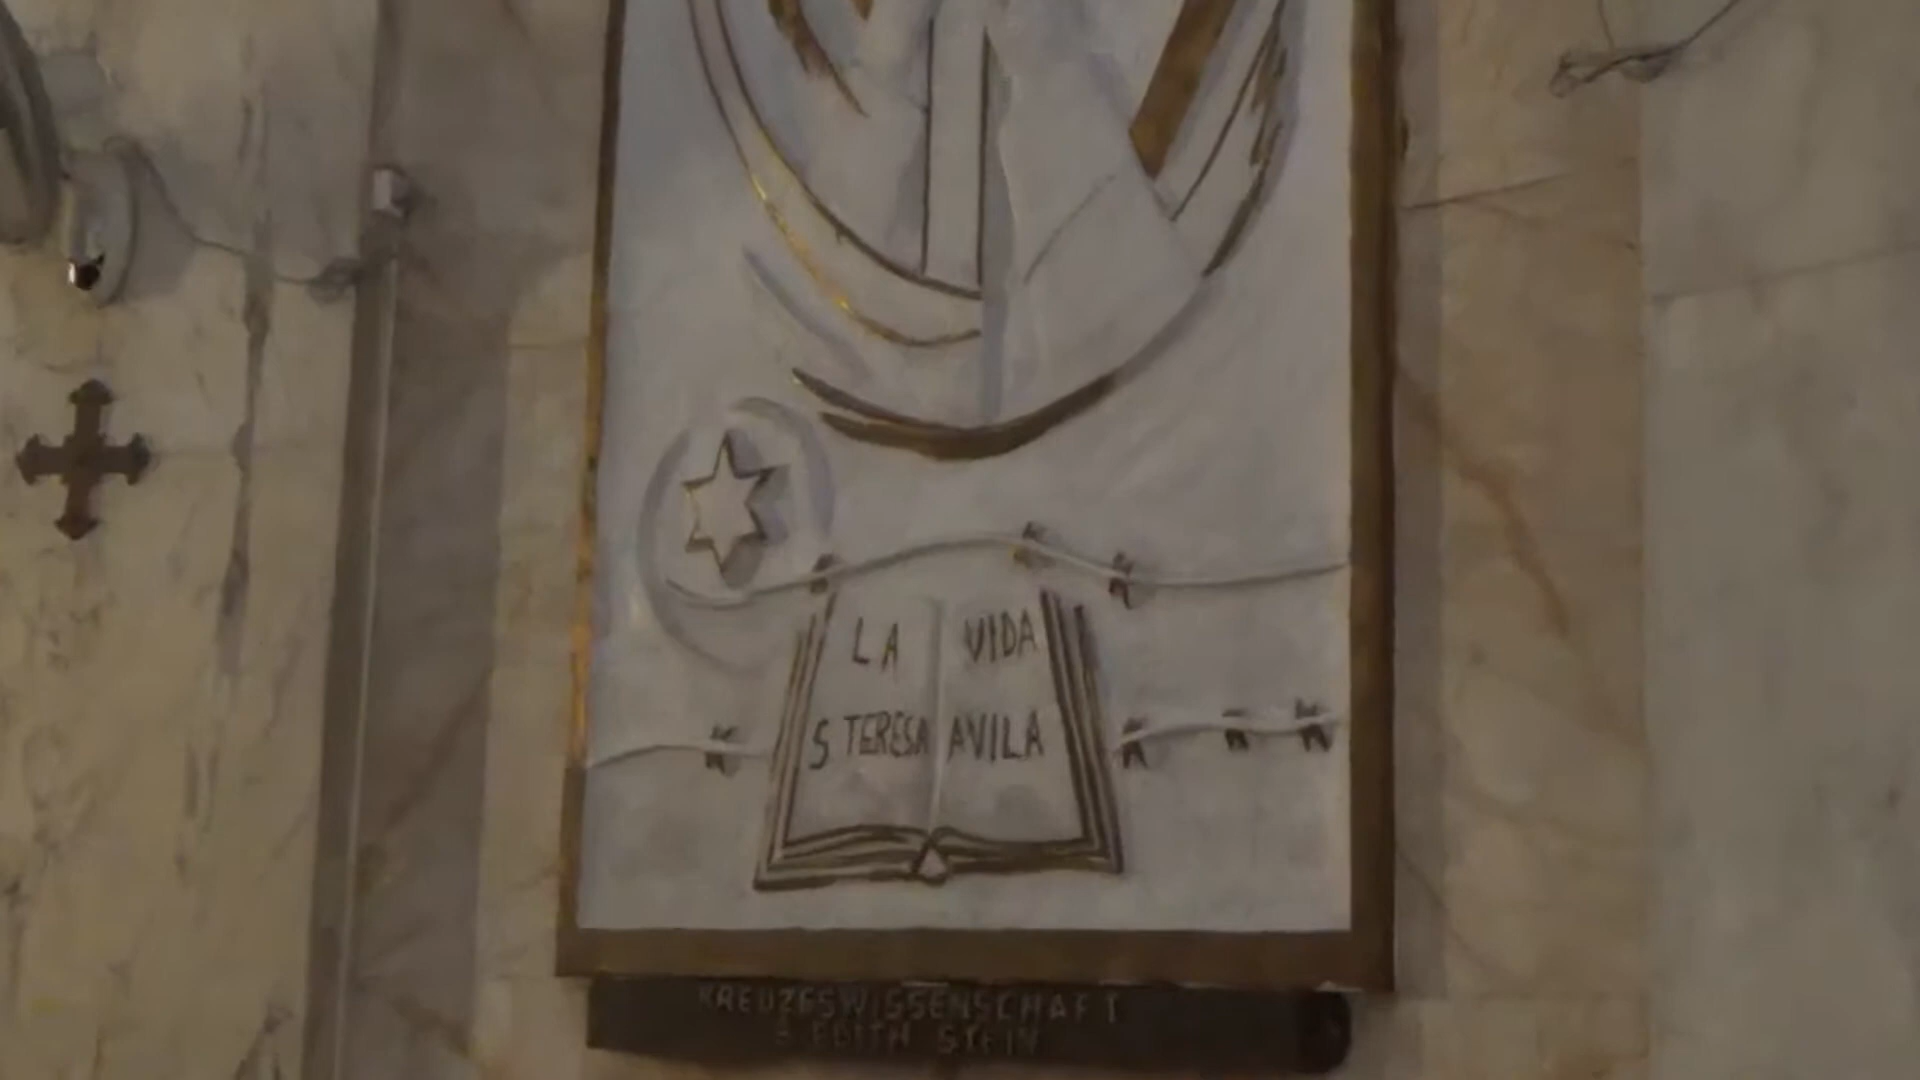 LA VIDA
S TERESA AVILA
KREUZESWISSENSCHAFT
S EDITH STEIN